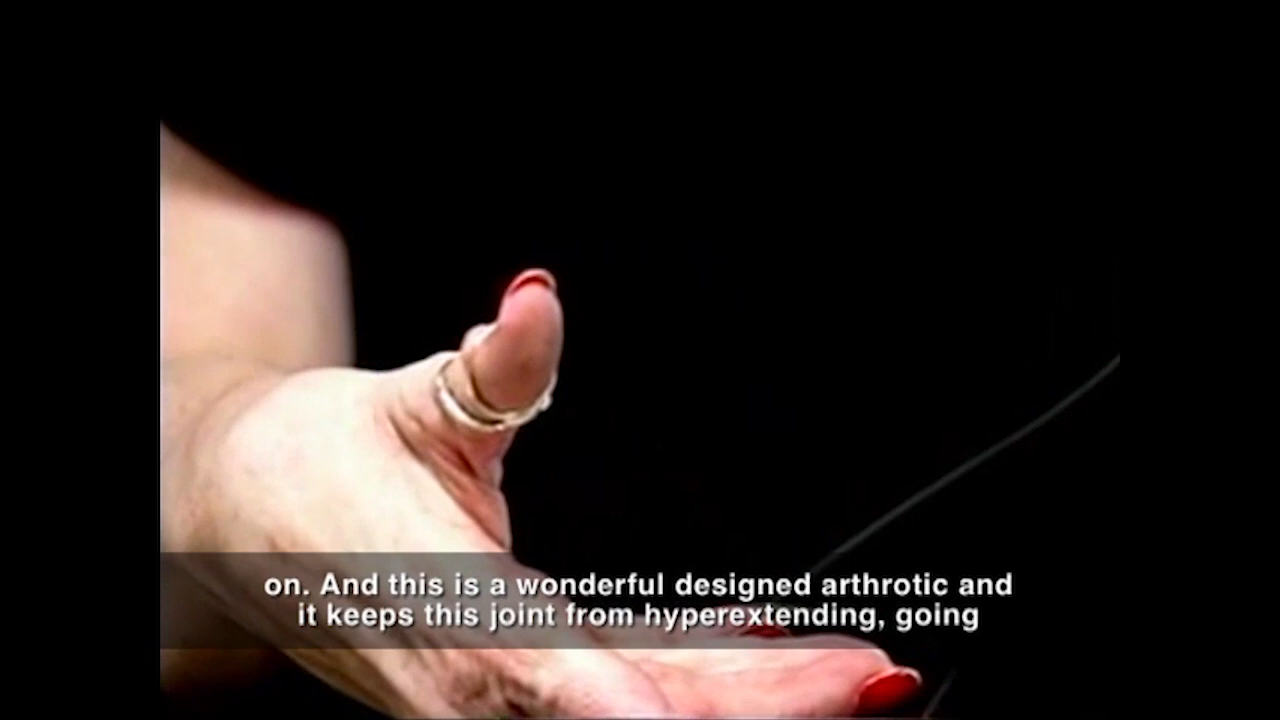 on. And this is a wonderful designed arthrotic and
it keeps this joint from hyperextending, going